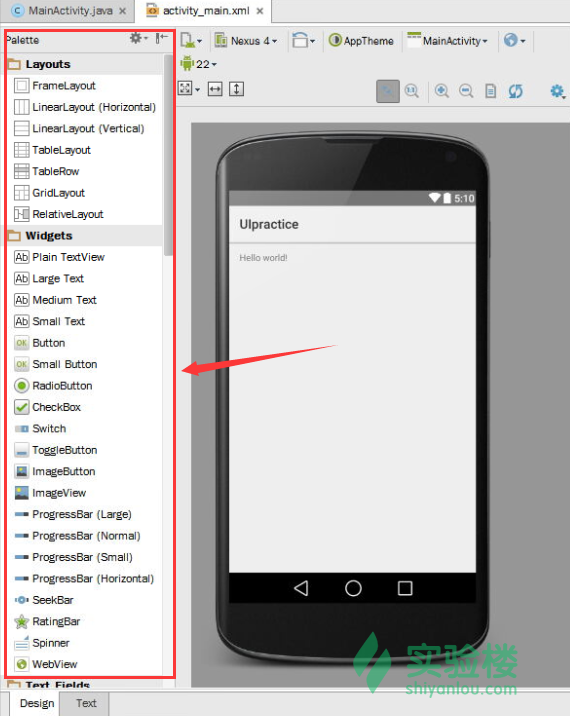 MainActivity.java
activity_main.xml
Palette
Nexus 4
AppTheme
MainActivity
22
Layouts
FrameLayout
LinearLayout (Horizontal)
LinearLayout (Vertical)
TableLayout
TableRow
GridLayout
RelativeLayout
Widgets
Ab Plain TextView
Ab Large Text
Ab Medium Text
Ab Small Text
OK Button
OK Small Button
RadioButton
CheckBox
Switch
ToggleButton
ImageButton
ImageView
ProgressBar (Large)
ProgressBar (Normal)
ProgressBar (Small)
ProgressBar (Horizontal)
SeekBar
RatingBar
Spinner
WebView
Text Fields
Design
Text
5:10
UIpractice
Hello world!
实验楼
shiyanlou.com